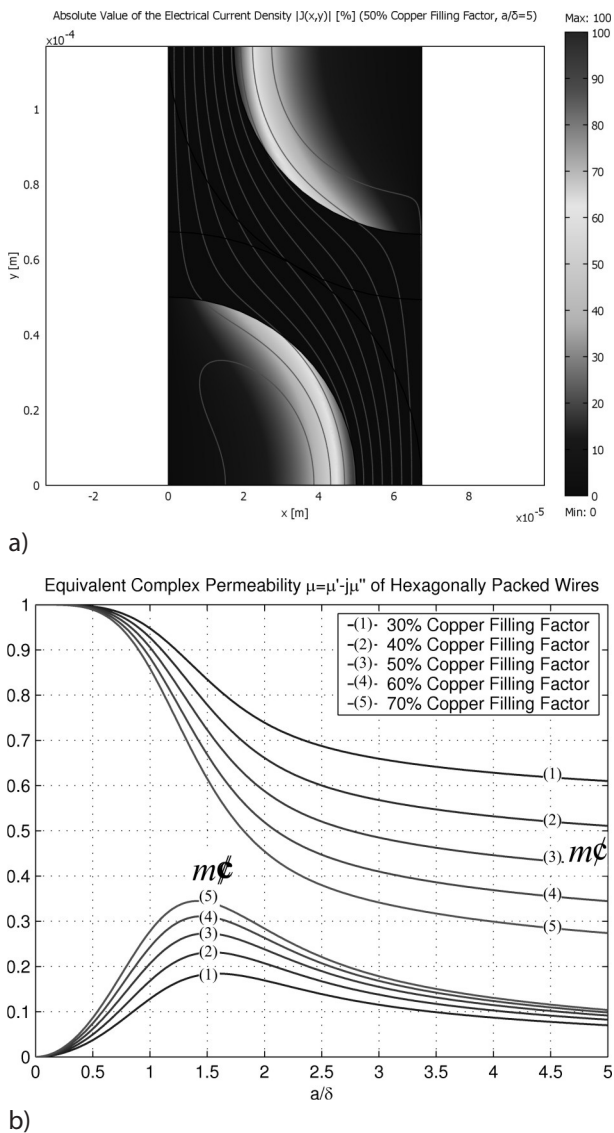 Absolute Value of the Electrical Current Density |J(x,y)| [%] (50% Copper Filling Factor, a/δ=5)
Max: 100
×10⁻⁴
1
0.8
0.6
0.4
0.2
0
y [m]
-2
0
2
4
6
8
x [m]
×10⁻⁵
100
90
80
70
60
50
40
30
20
10
0
Min: 0
a)
Equivalent Complex Permeability μ=μ'-jμ" of Hexagonally Packed Wires
1
0.9
0.8
0.7
0.6
0.5
0.4
0.3
0.2
0.1
0
(1) 30% Copper Filling Factor
(2) 40% Copper Filling Factor
(3) 50% Copper Filling Factor
(4) 60% Copper Filling Factor
(5) 70% Copper Filling Factor
(1)
(2)
(3) m¢
(4)
(5)
m¢¢
(5)
(4)
(3)
(2)
(1)
0 0.5 1 1.5 2 2.5 3 3.5 4 4.5 5
a/δ
b)